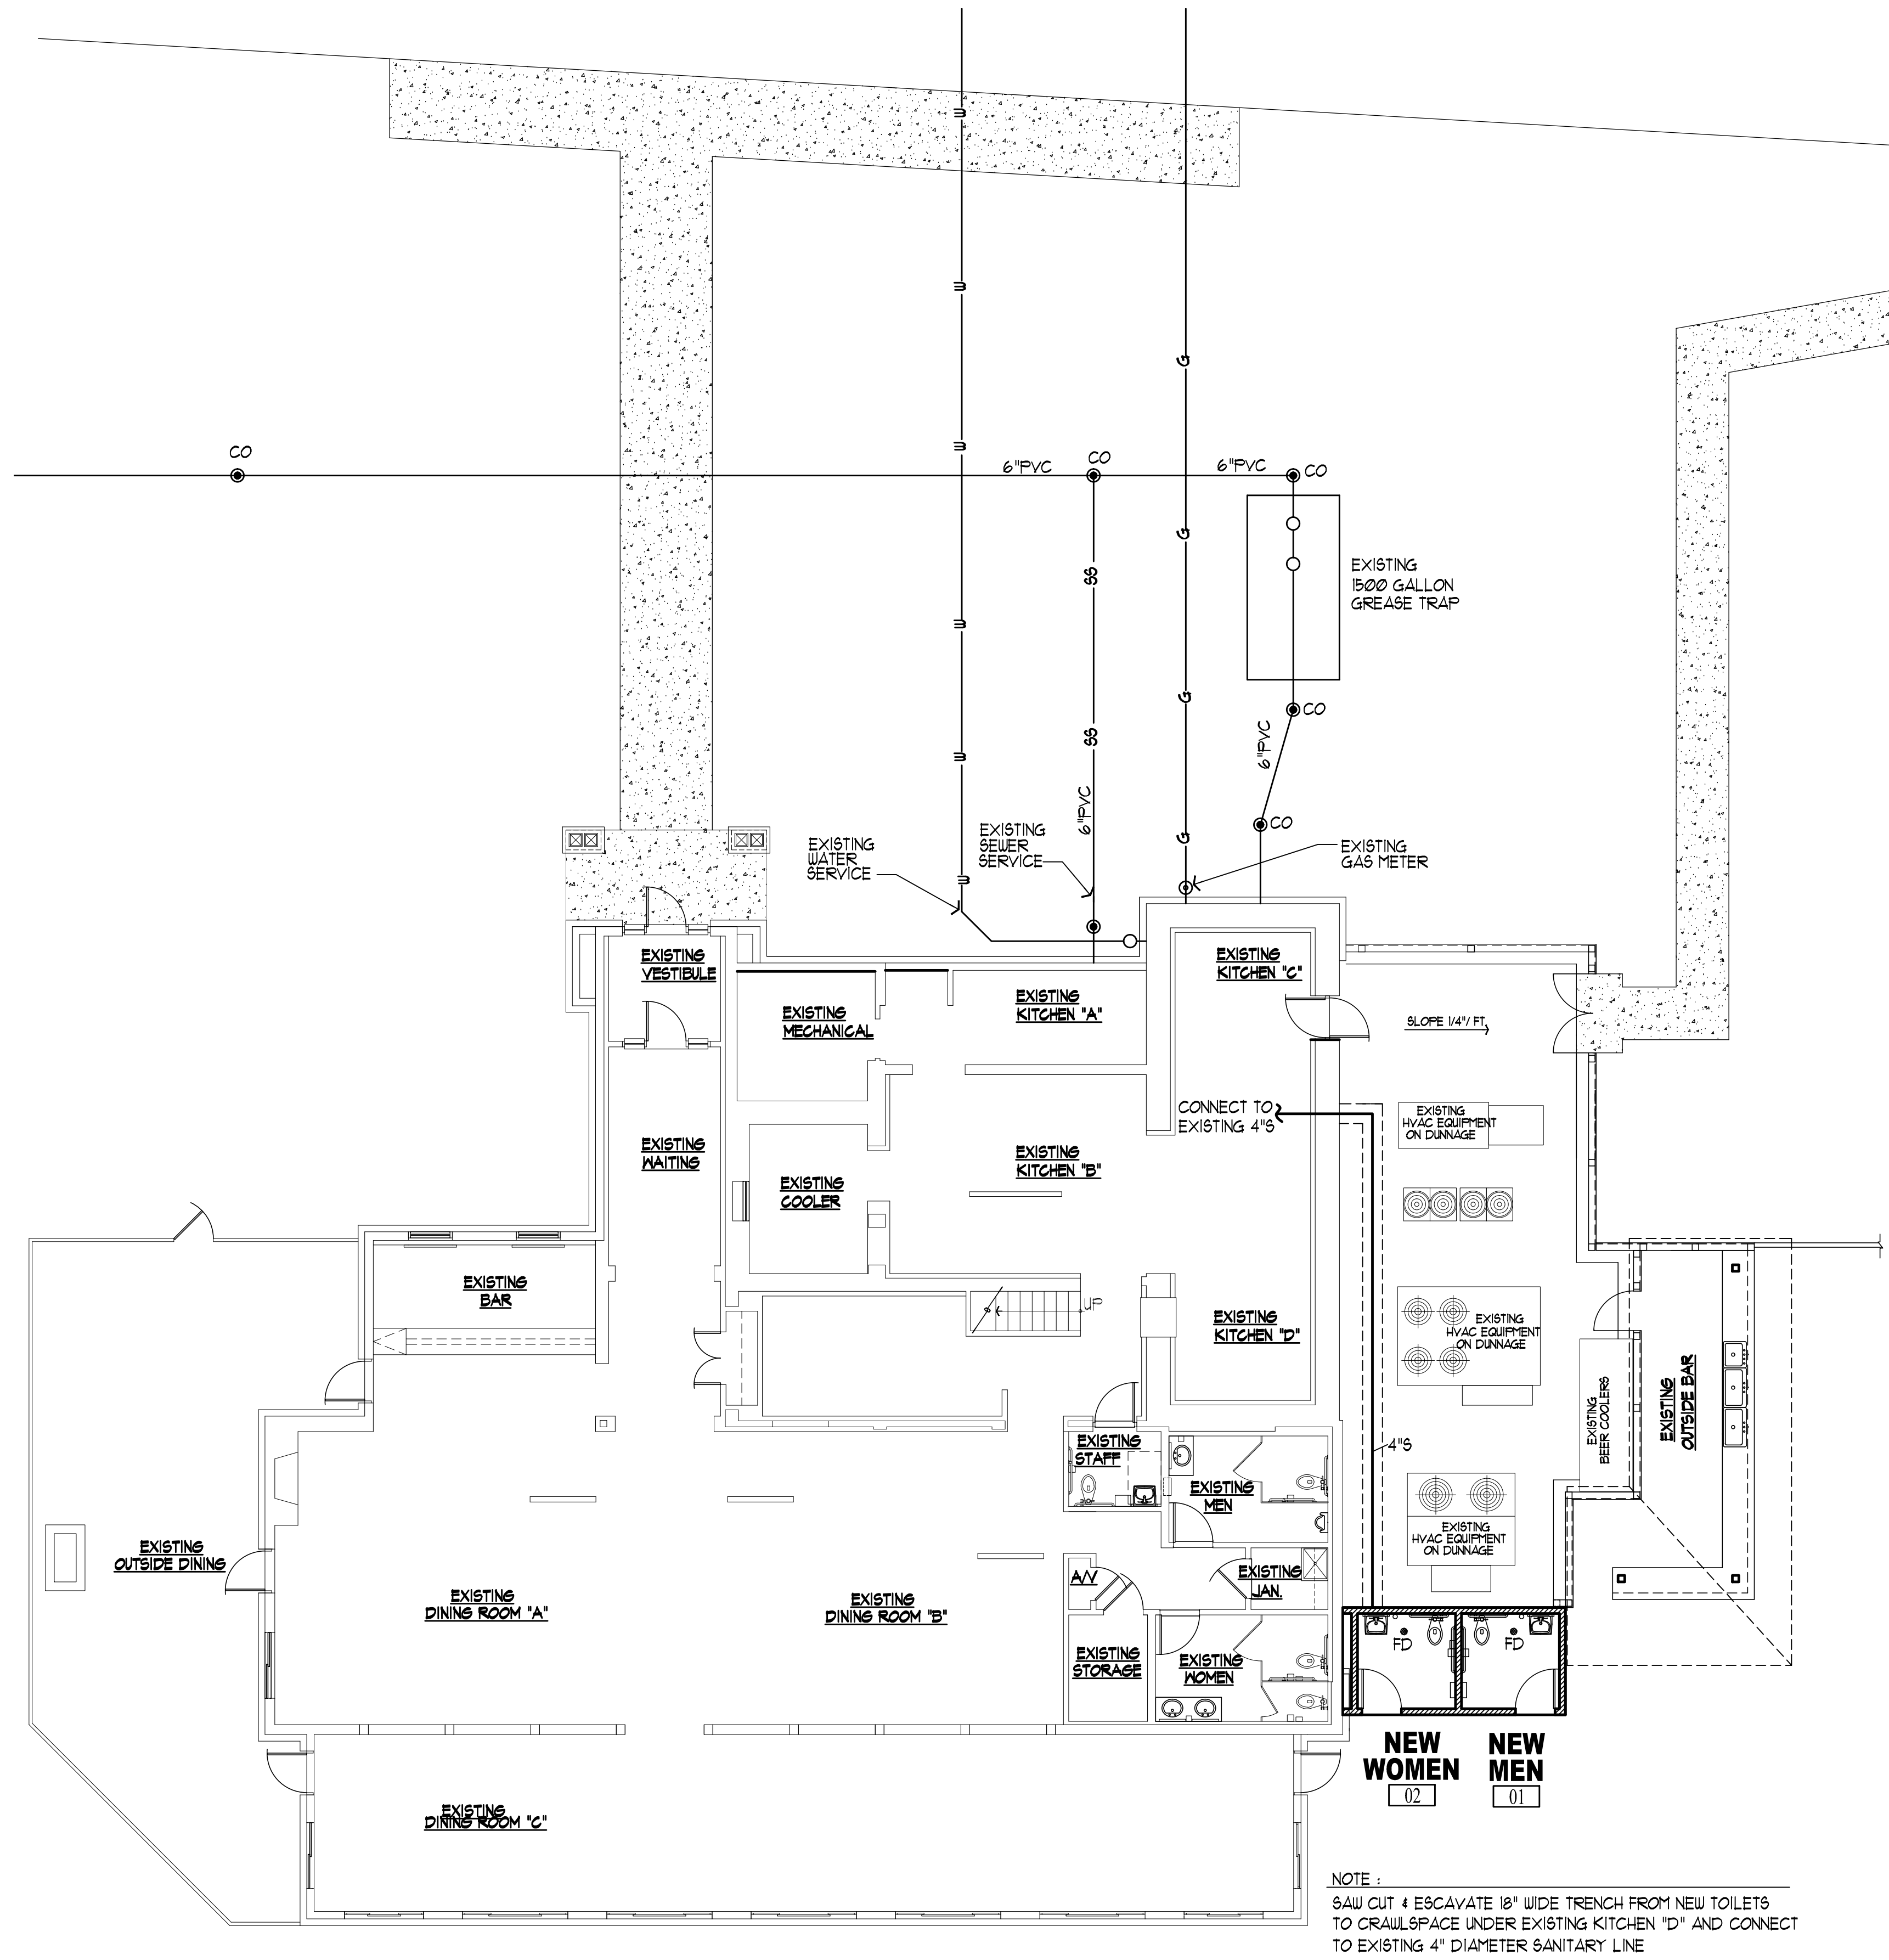 W
W
G
W
CO
6"PVC
CO
6"PVC
CO
G
SS
EXISTING
1500 GALLON
GREASE TRAP
W
G
SS
CO
6"PVC
W
6"PVC
CO
G
EXISTING
WATER
SERVICE
EXISTING
SEWER
SERVICE
EXISTING
GAS METER
W
EXISTING
VESTIBULE
EXISTING
KITCHEN "C"
EXISTING
MECHANICAL
EXISTING
KITCHEN "A"
SLOPE 1/4"/ FT.
CONNECT TO
EXISTING 4"S
EXISTING
HVAC EQUIPMENT
ON DUNNAGE
EXISTING
WAITING
EXISTING
KITCHEN "B"
EXISTING
COOLER
EXISTING
BAR
UP
EXISTING
KITCHEN "D"
EXISTING
HVAC EQUIPMENT
ON DUNNAGE
EXISTING
BEER COOLERS
EXISTING
OUTSIDE BAR
4"S
EXISTING
STAFF
EXISTING
MEN
EXISTING
HVAC EQUIPMENT
ON DUNNAGE
EXISTING
OUTSIDE DINING
EXISTING
DINING ROOM "A"
EXISTING
DINING ROOM "B"
A/V
EXISTING
JAN.
EXISTING
STORAGE
EXISTING
WOMEN
FD
FD
NEW
WOMEN
02
NEW
MEN
01
EXISTING
DINING ROOM "C"
NOTE :
SAW CUT & ESCAVATE 18" WIDE TRENCH FROM NEW TOILETS
TO CRAWLSPACE UNDER EXISTING KITCHEN "D" AND CONNECT
TO EXISTING 4" DIAMETER SANITARY LINE